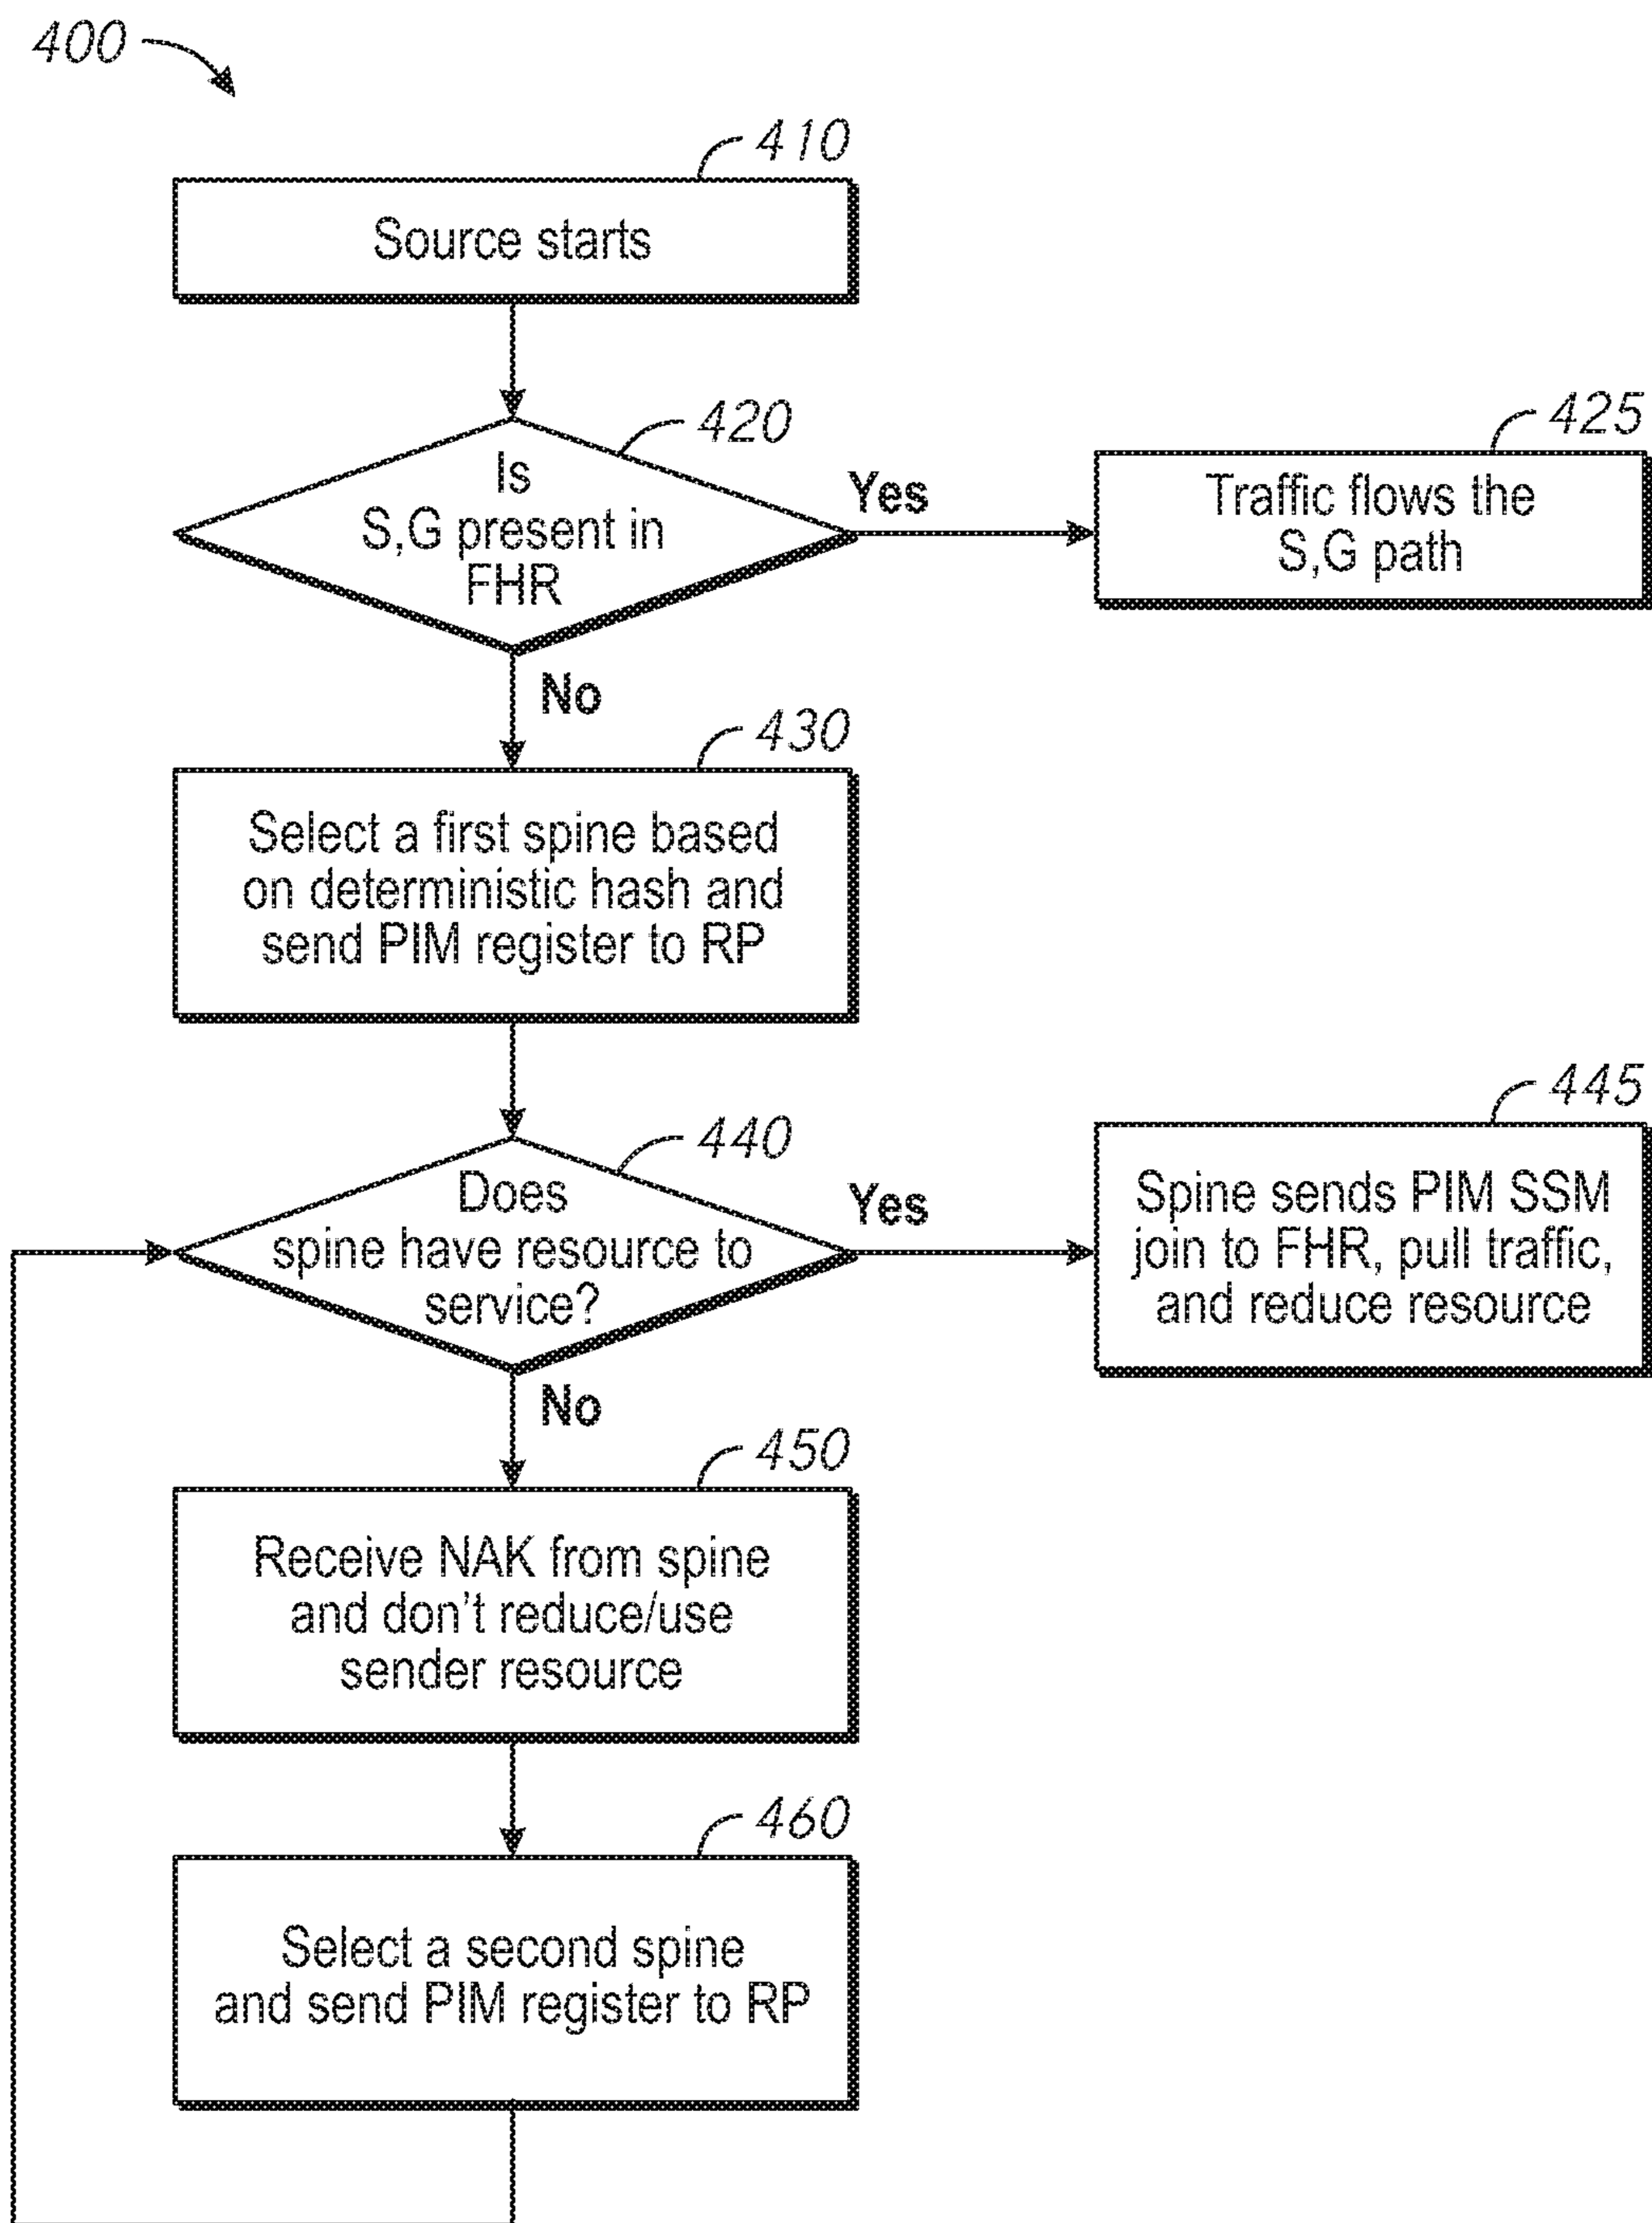 400
410
Source starts
420
Is
S,G present in
FHR
Yes
425
Traffic flows the
S,G path
No
430
Select a first spine based
on deterministic hash and
send PIM register to RP
440
Does
spine have resource to
service?
Yes
445
Spine sends PIM SSM
join to FHR, pull traffic,
and reduce resource
No
450
Receive NAK from spine
and don't reduce/use
sender resource
460
Select a second spine
and send PIM register to RP